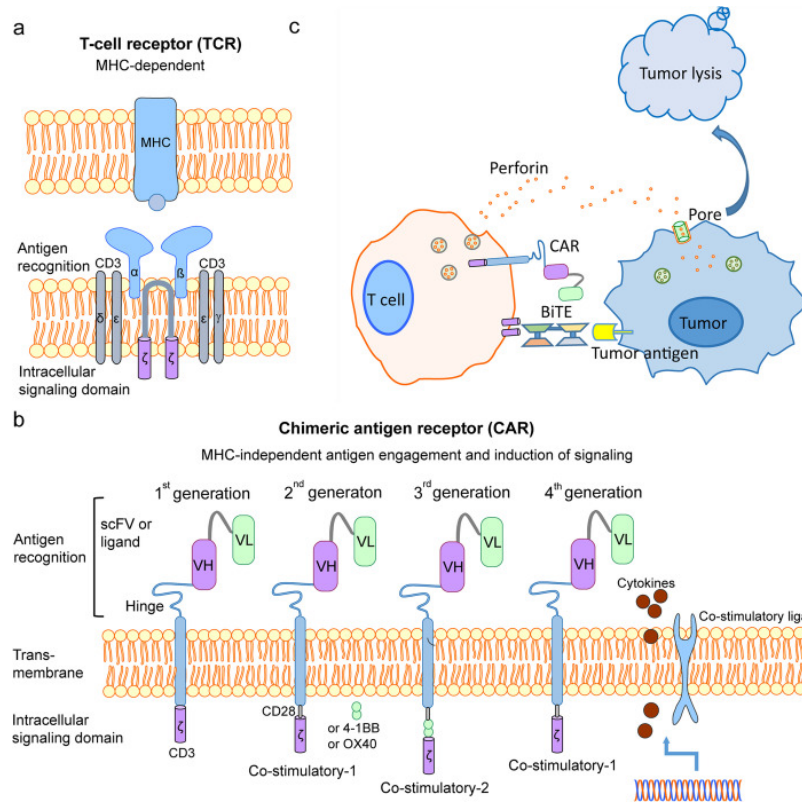 a
T-cell receptor (TCR)
MHC-dependent
MHC
Antigen
recognition
CD3
CD3
α
ß
δ
ε
ε
γ
ζ
ζ
Intracellular
signaling domain
c
Tumor lysis
Perforin
Pore
CAR
T cell
BiTE
Tumor antigen
Tumor
b
Chimeric antigen receptor (CAR)
MHC-independent antigen engagement and induction of signaling
1st generation
2nd generaton
3rd generation
4th generation
Antigen
recognition
scFV or
ligand
VH
VL
VH
VL
VH
VL
VH
VL
Hinge
Cytokines
Co-stimulatory liga
Trans-
membrane
Intracellular
signaling domain
ζ
CD3
CD28
ζ
Co-stimulatory-1
or 4-1BB
or OX40
ζ
Co-stimulatory-2
ζ
Co-stimulatory-1